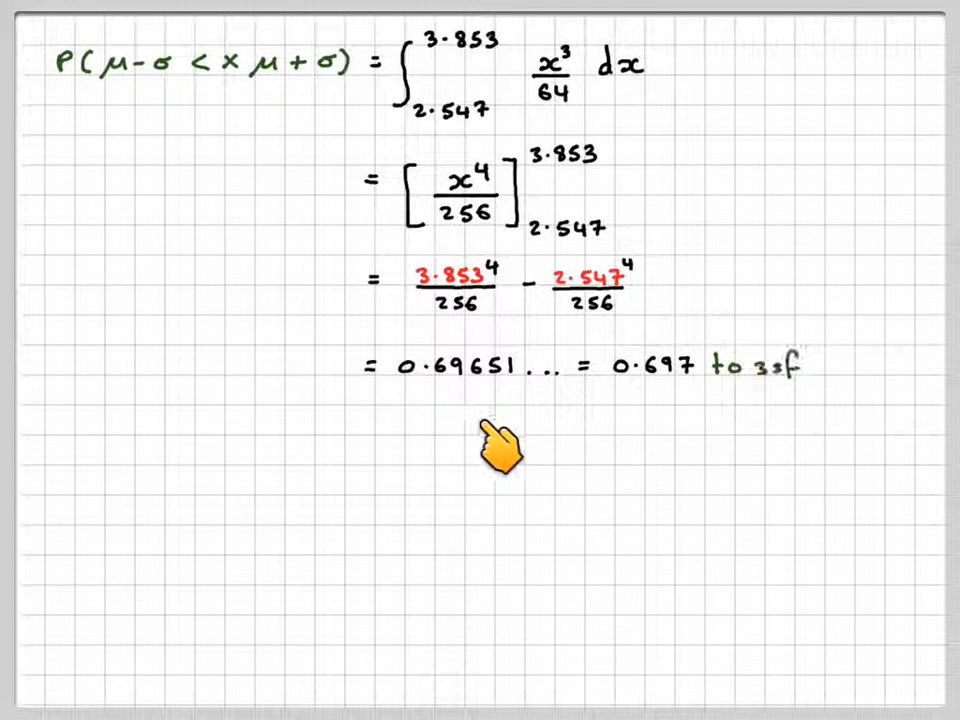 P(μ-σ < x μ + σ) = ∫_{2.547}^{3.853} x³/64 dx
= [x⁴/256]_{2.547}^{3.853}
= 3.853⁴/256 - 2.547⁴/256
= 0.69651... = 0.697 to 3sf